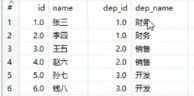 # id name dep_id dep_name
1 1.0 张三 1.0 财务
2 2.0 李四 1.0 财务
3 3.0 王五 2.0 销售
4 4.0 赵六 2.0 销售
5 5.0 孙七 3.0 开发
6 6.0 钱八 3.0 开发